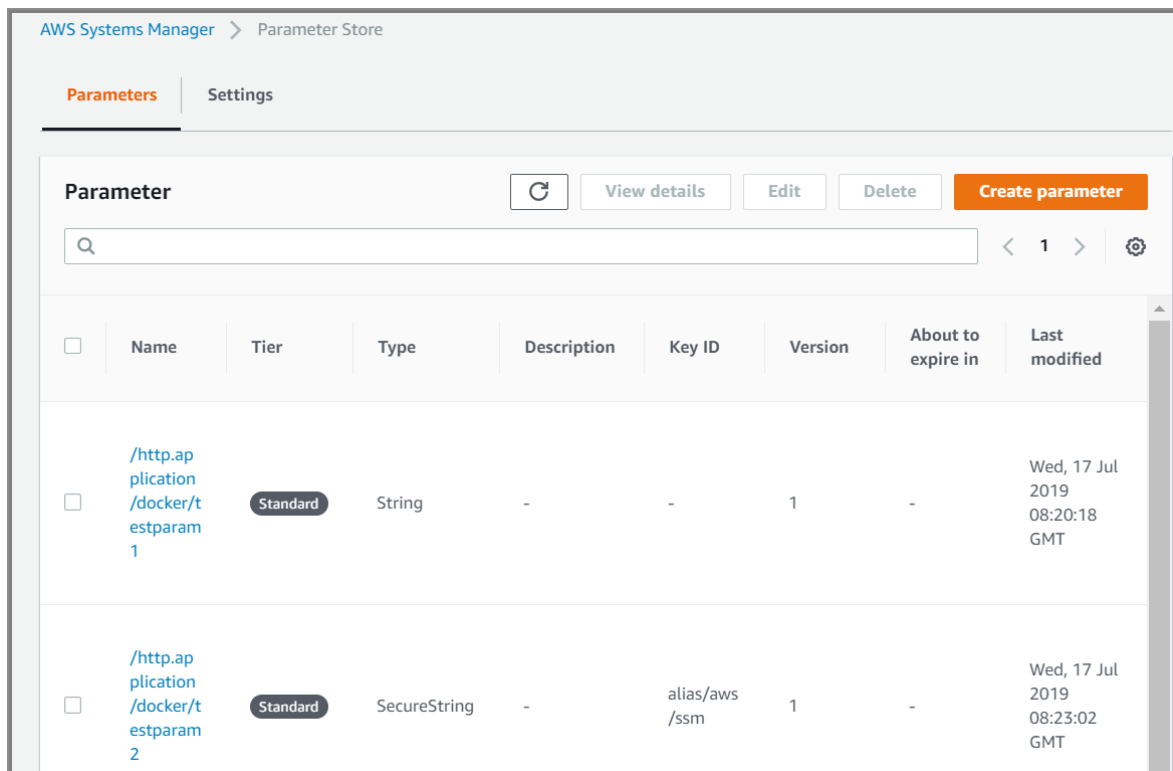 AWS Systems Manager > Parameter Store
Parameters Settings
Parameter View details Edit Delete Create parameter
< 1 >
Name Tier Type Description Key ID Version About to expire in Last modified
/http.ap
plication
/docker/t
estparam
1
Standard String - - 1 -
Wed, 17 Jul
2019
08:20:18
GMT
/http.ap
plication
/docker/t
estparam
2
Standard SecureString -
alias/aws
/ssm
1 -
Wed, 17 Jul
2019
08:23:02
GMT